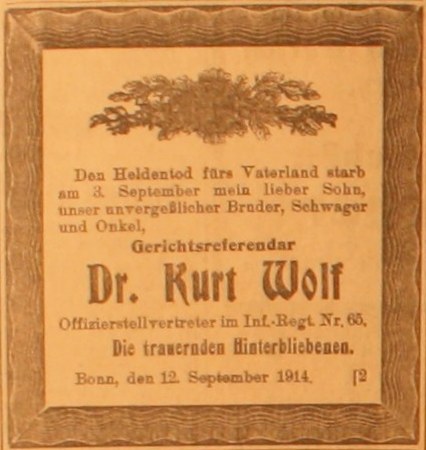 Den Heldentod fürs Vaterland starb
am 3. September mein lieber Sohn,
unser unvergeßlicher Bruder, Schwager
und Onkel,
Gerichtsreferendar
Dr. Kurt Wolf
Offizierstellvertreter im Inf.-Regt. Nr. 65.
Die trauernden Hinterbliebenen.
Bonn, den 12. September 1914. [2